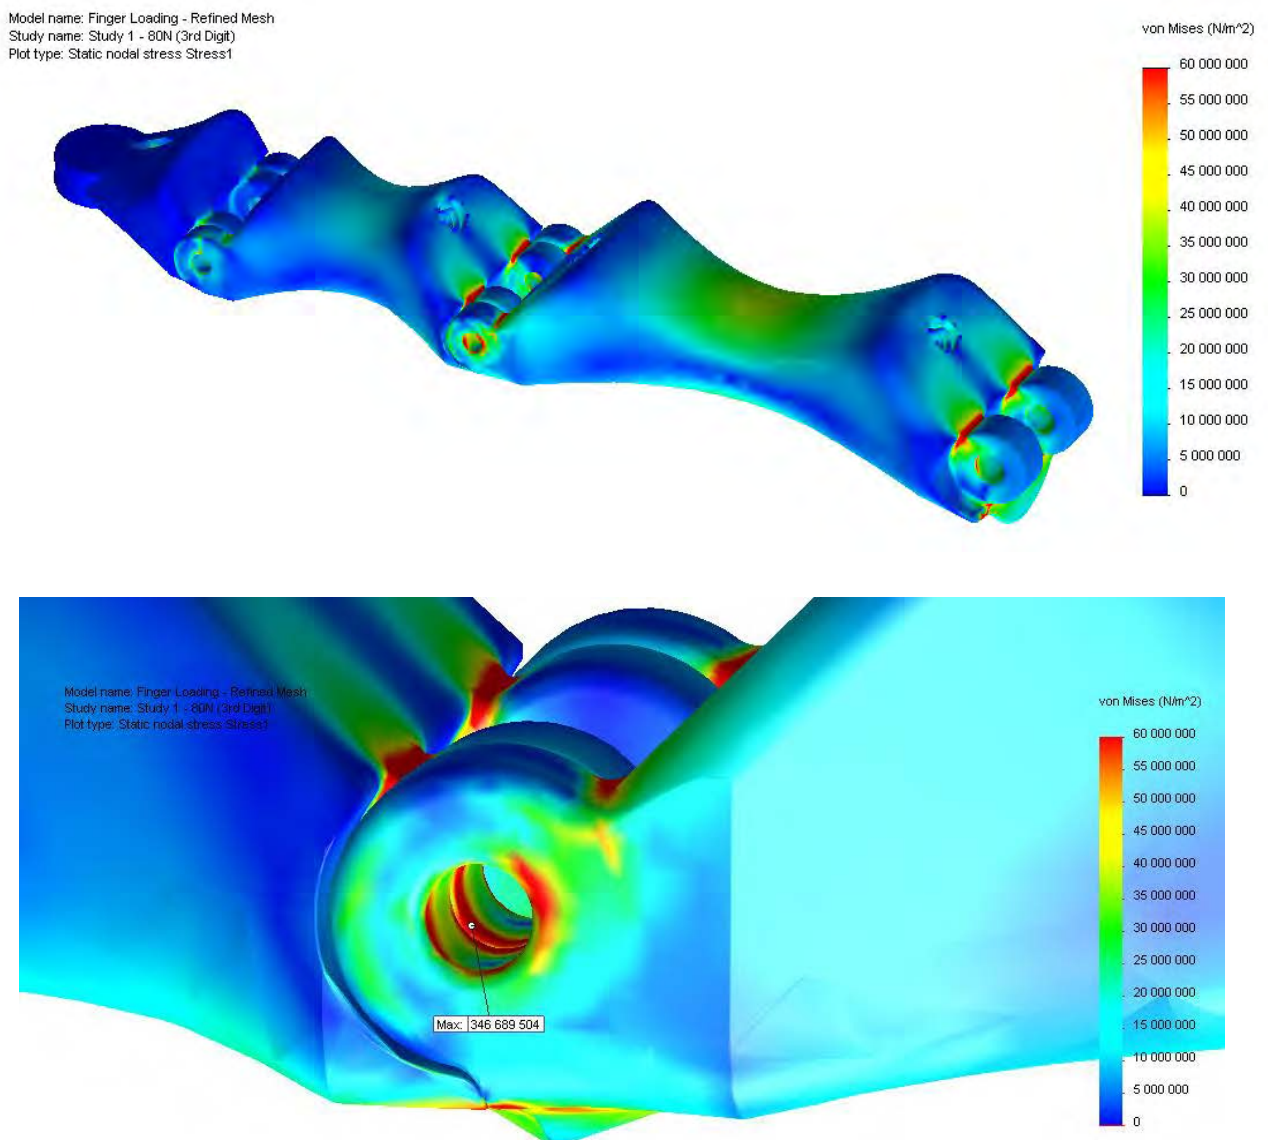 Model name: Finger Loading - Refined Mesh
Study name: Study 1 - 80N (3rd Digit)
Plot type: Static nodal stress Stress1
von Mises (N/m^2)
60 000 000
55 000 000
50 000 000
45 000 000
40 000 000
35 000 000
30 000 000
25 000 000
20 000 000
15 000 000
10 000 000
5 000 000
0
Model name: Finger Loading - Refined Mesh
Study name: Study 1 - 80N (3rd Digit)
Plot type: Static nodal stress Stress1
von Mises (N/m^2)
60 000 000
55 000 000
50 000 000
45 000 000
40 000 000
35 000 000
30 000 000
25 000 000
20 000 000
15 000 000
10 000 000
5 000 000
0
Max: 346 689 504